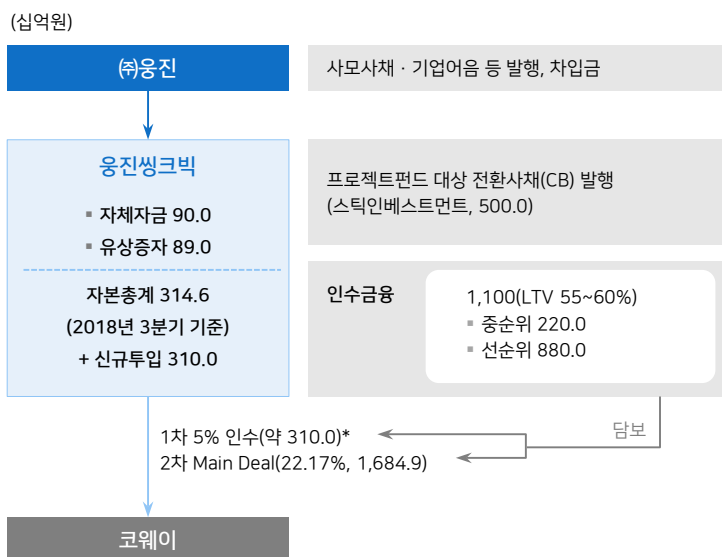 (십억원)
㈜웅진
사모사채 · 기업어음 등 발행, 차입금
웅진씽크빅
▪ 자체자금 90.0
▪ 유상증자 89.0
자본총계 314.6
(2018년 3분기 기준)
+ 신규투입 310.0
프로젝트펀드 대상 전환사채(CB) 발행
(스틱인베스트먼트, 500.0)
인수금융
1,100(LTV 55~60%)
▪ 중순위 220.0
▪ 선순위 880.0
담보
1차 5% 인수(약 310.0)*
2차 Main Deal(22.17%, 1,684.9)
코웨이